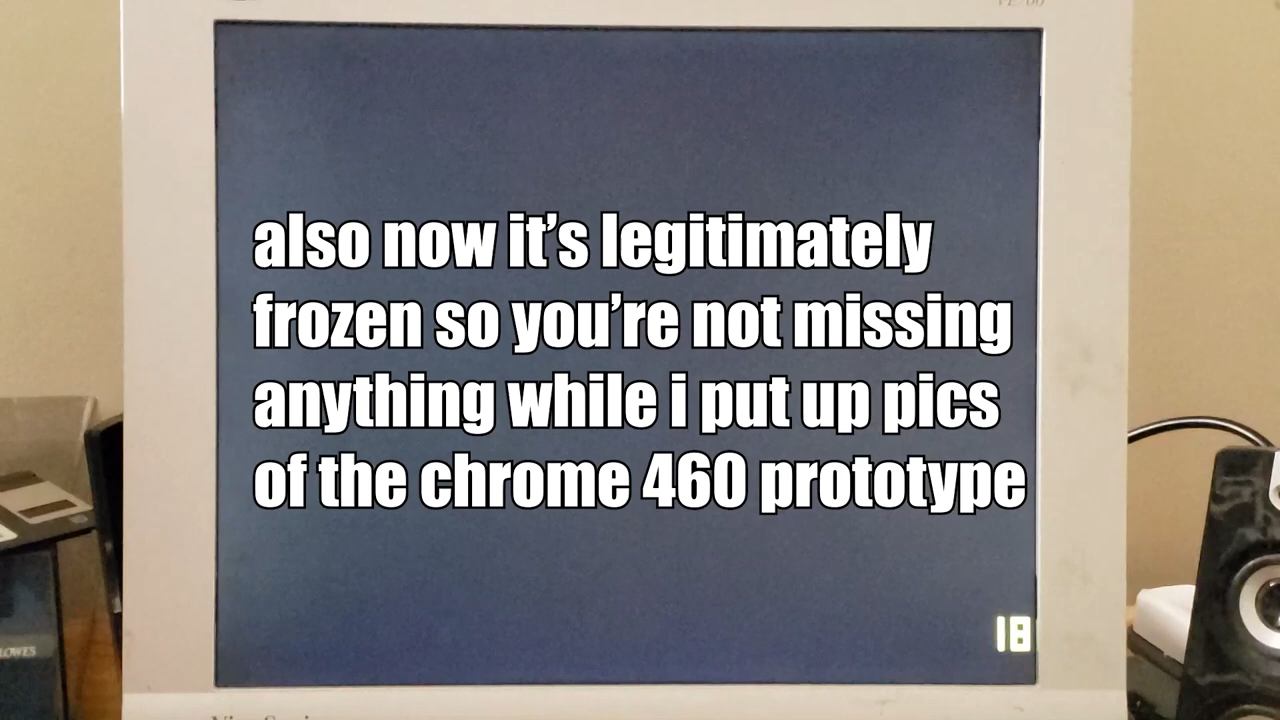 also now it's legitimately
frozen so you're not missing
anything while i put up pics
of the chrome 460 prototype
18
LOWES